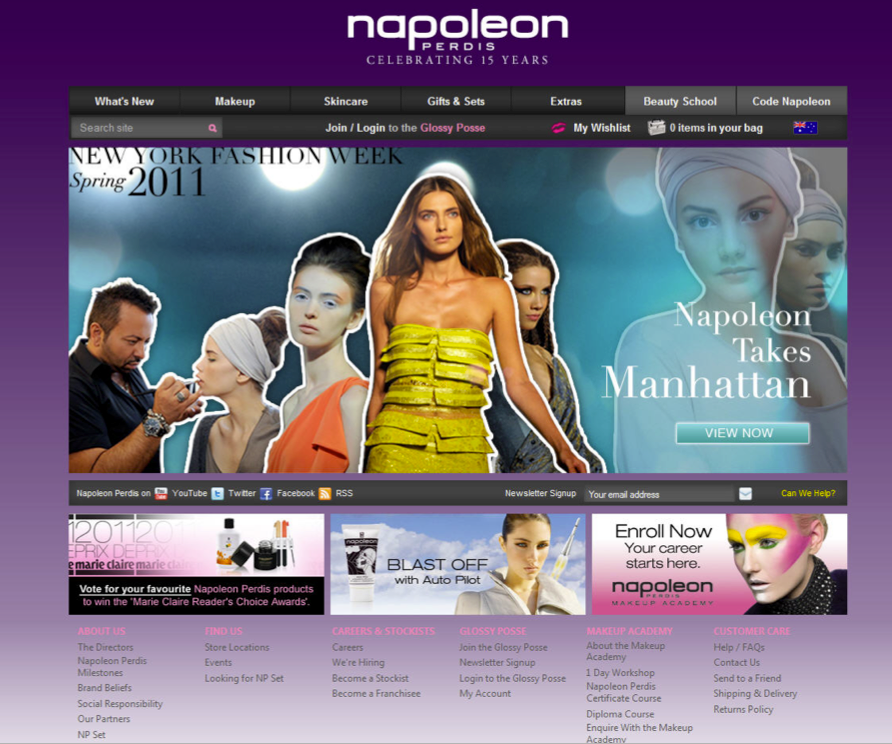 napoleon
PERDIS
CELEBRATING 15 YEARS
What's New
Makeup
Skincare
Gifts & Sets
Extras
Beauty School
Code Napoleon
Search site
Join / Login to the Glossy Posse
My Wishlist
0 items in your bag
NEW YORK FASHION WEEK
Spring 2011
Napoleon
Takes
Manhattan
VIEW NOW
Napoleon Perdis on
YouTube
Twitter
Facebook
RSS
Newsletter Signup
Your email address
Can We Help?
12011201
DEPRIX DEPRIX
marie claire marie claire
Vote for your favourite Napoleon Perdis products
to win the 'Marie Claire Reader's Choice Awards'.
napoleon
BLAST OFF
with Auto Pilot
Enroll Now
Your career
starts here.
napoleon
PERDIS
MAKEUP ACADEMY
ABOUT US
The Directors
Napoleon Perdis
Milestones
Brand Beliefs
Social Responsibility
Our Partners
NP Set
FIND US
Store Locations
Events
Looking for NP Set
CAREERS & STOCKISTS
Careers
We're Hiring
Become a Stockist
Become a Franchisee
GLOSSY POSSE
Join the Glossy Posse
Newsletter Signup
Login to the Glossy Posse
My Account
MAKEUP ACADEMY
About the Makeup
Academy
1 Day Workshop
Napoleon Perdis
Certificate Course
Diploma Course
Enquire With the Makeup
Academy
CUSTOMER CARE
Help / FAQs
Contact Us
Send to a Friend
Shipping & Delivery
Returns Policy